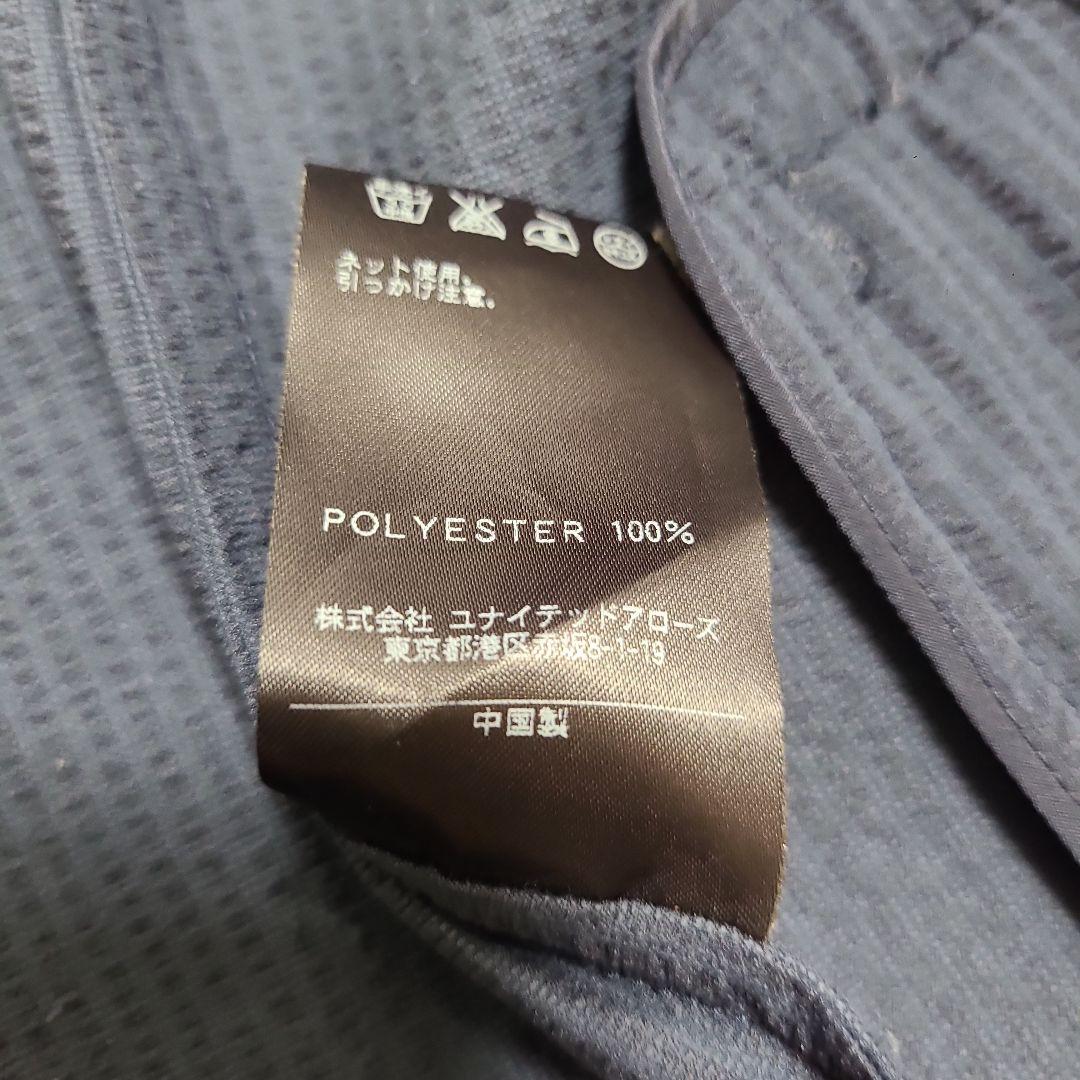 ネット使用。
引っかけ注意。
POLYESTER 100%
株式会社 ユナイテッドアローズ
東京都港区赤坂8-1-19
中国製